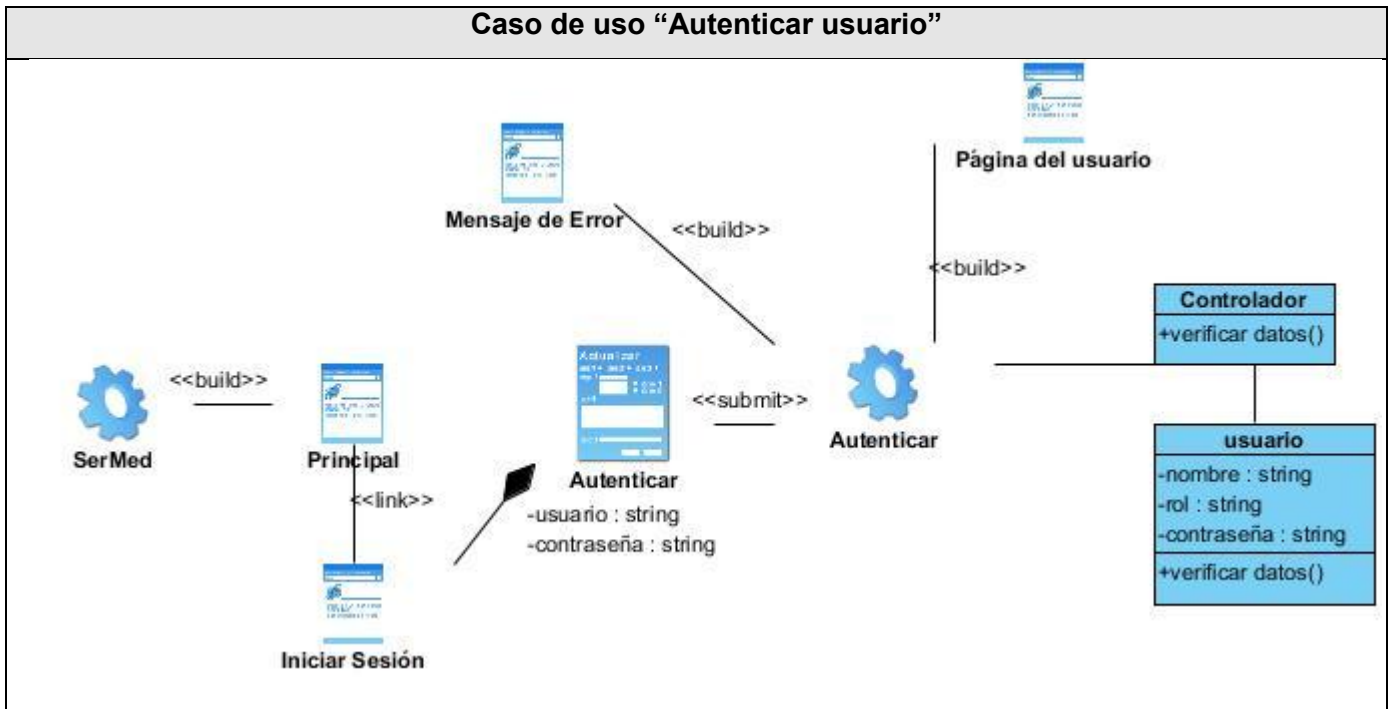 Caso de uso “Autenticar usuario”
Página del usuario
Mensaje de Error
<<build>>
<<build>>
Controlador
+verificar datos()
<<build>>
Actualizar
<<submit>>
SerMed
Principal
Autenticar
Autenticar
-usuario : string
-contraseña : string
<<link>>
usuario
-nombre : string
-rol : string
-contraseña : string
+verificar datos()
Iniciar Sesión